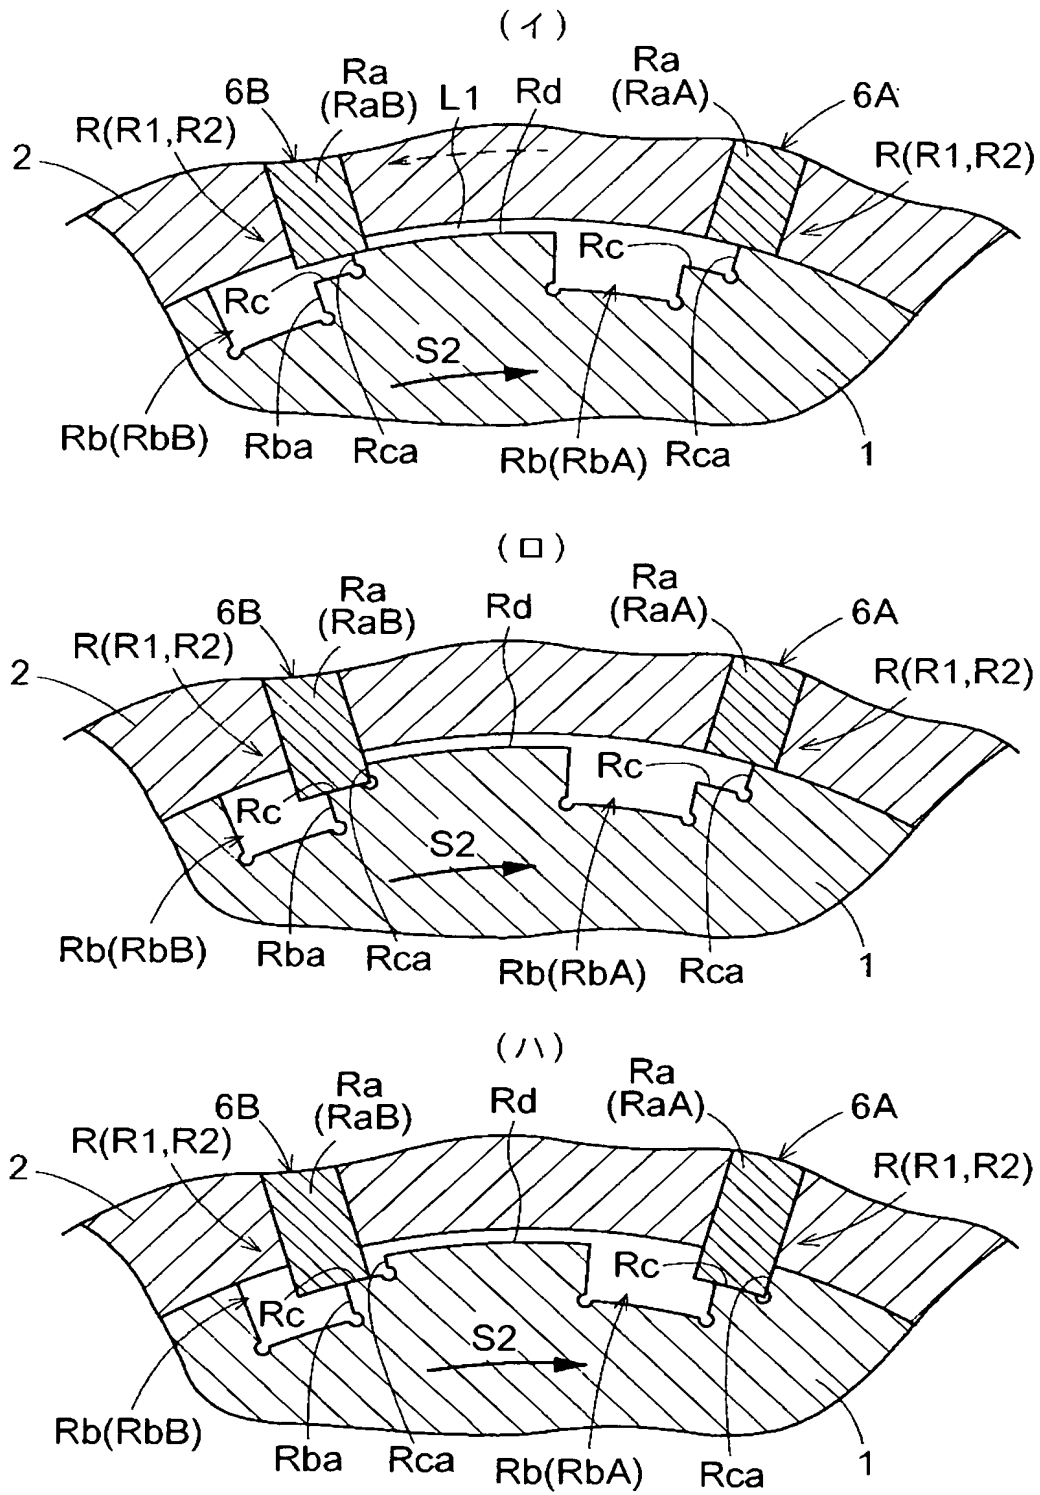 (イ)
Ra
(RaB)
6B
L1
Rd
Ra
(RaA)
6A
R(R1,R2)
2
R(R1,R2)
Rc
Rc
S2
Rb(RbB)
Rba
Rca
Rb(RbA)
Rca
1
(ロ)
Ra
(RaB)
6B
Rd
Ra
(RaA)
6A
R(R1,R2)
2
R(R1,R2)
Rc
Rc
S2
Rb(RbB)
Rba
Rca
Rb(RbA)
Rca
1
(ハ)
Ra
(RaB)
6B
Rd
Ra
(RaA)
6A
R(R1,R2)
2
R(R1,R2)
Rc
Rc
S2
Rb(RbB)
Rba
Rca
Rb(RbA)
Rca
1